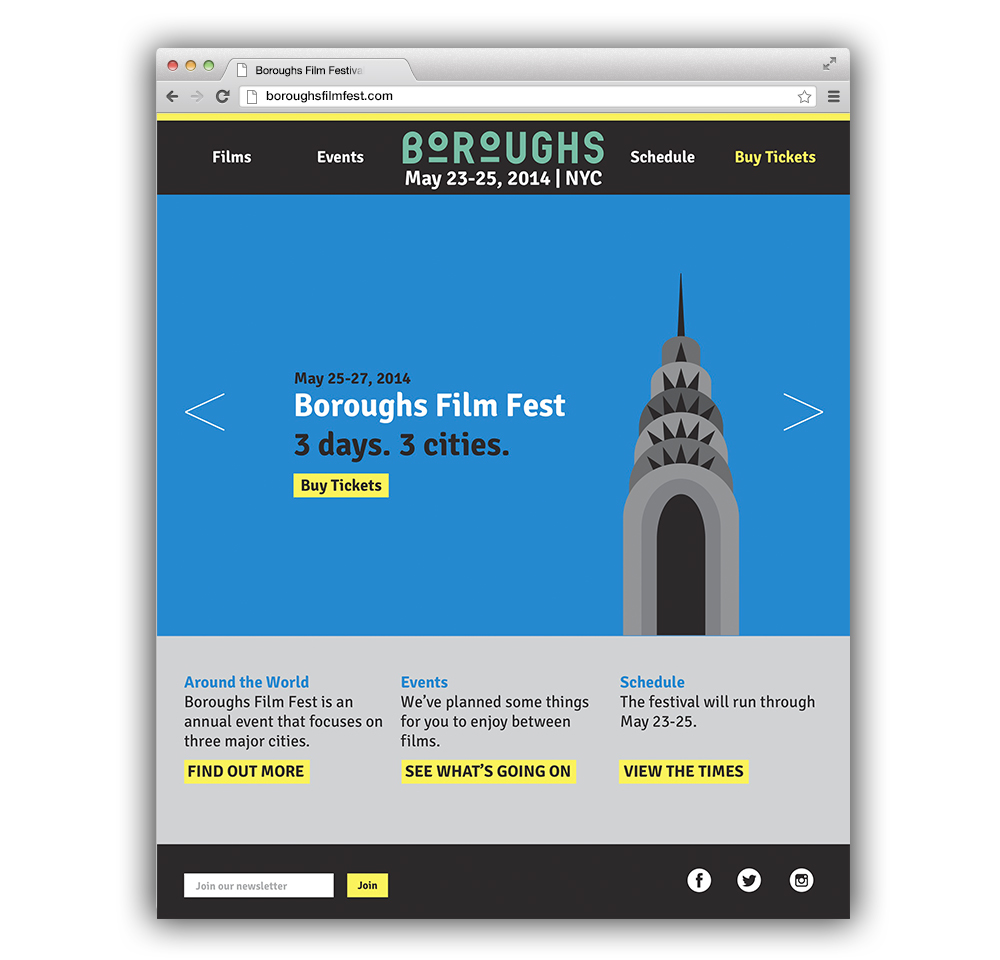 Boroughs Film Festiva
boroughsfilmfest.com
Films
Events
BOROUGHS
May 23-25, 2014 | NYC
Schedule
Buy Tickets
May 25-27, 2014
Boroughs Film Fest
3 days. 3 cities.
Buy Tickets
Around the World
Boroughs Film Fest is an
annual event that focuses on
three major cities.
FIND OUT MORE
Events
We’ve planned some things
for you to enjoy between
films.
SEE WHAT’S GOING ON
Schedule
The festival will run through
May 23-25.
VIEW THE TIMES
Join our newsletter
Join